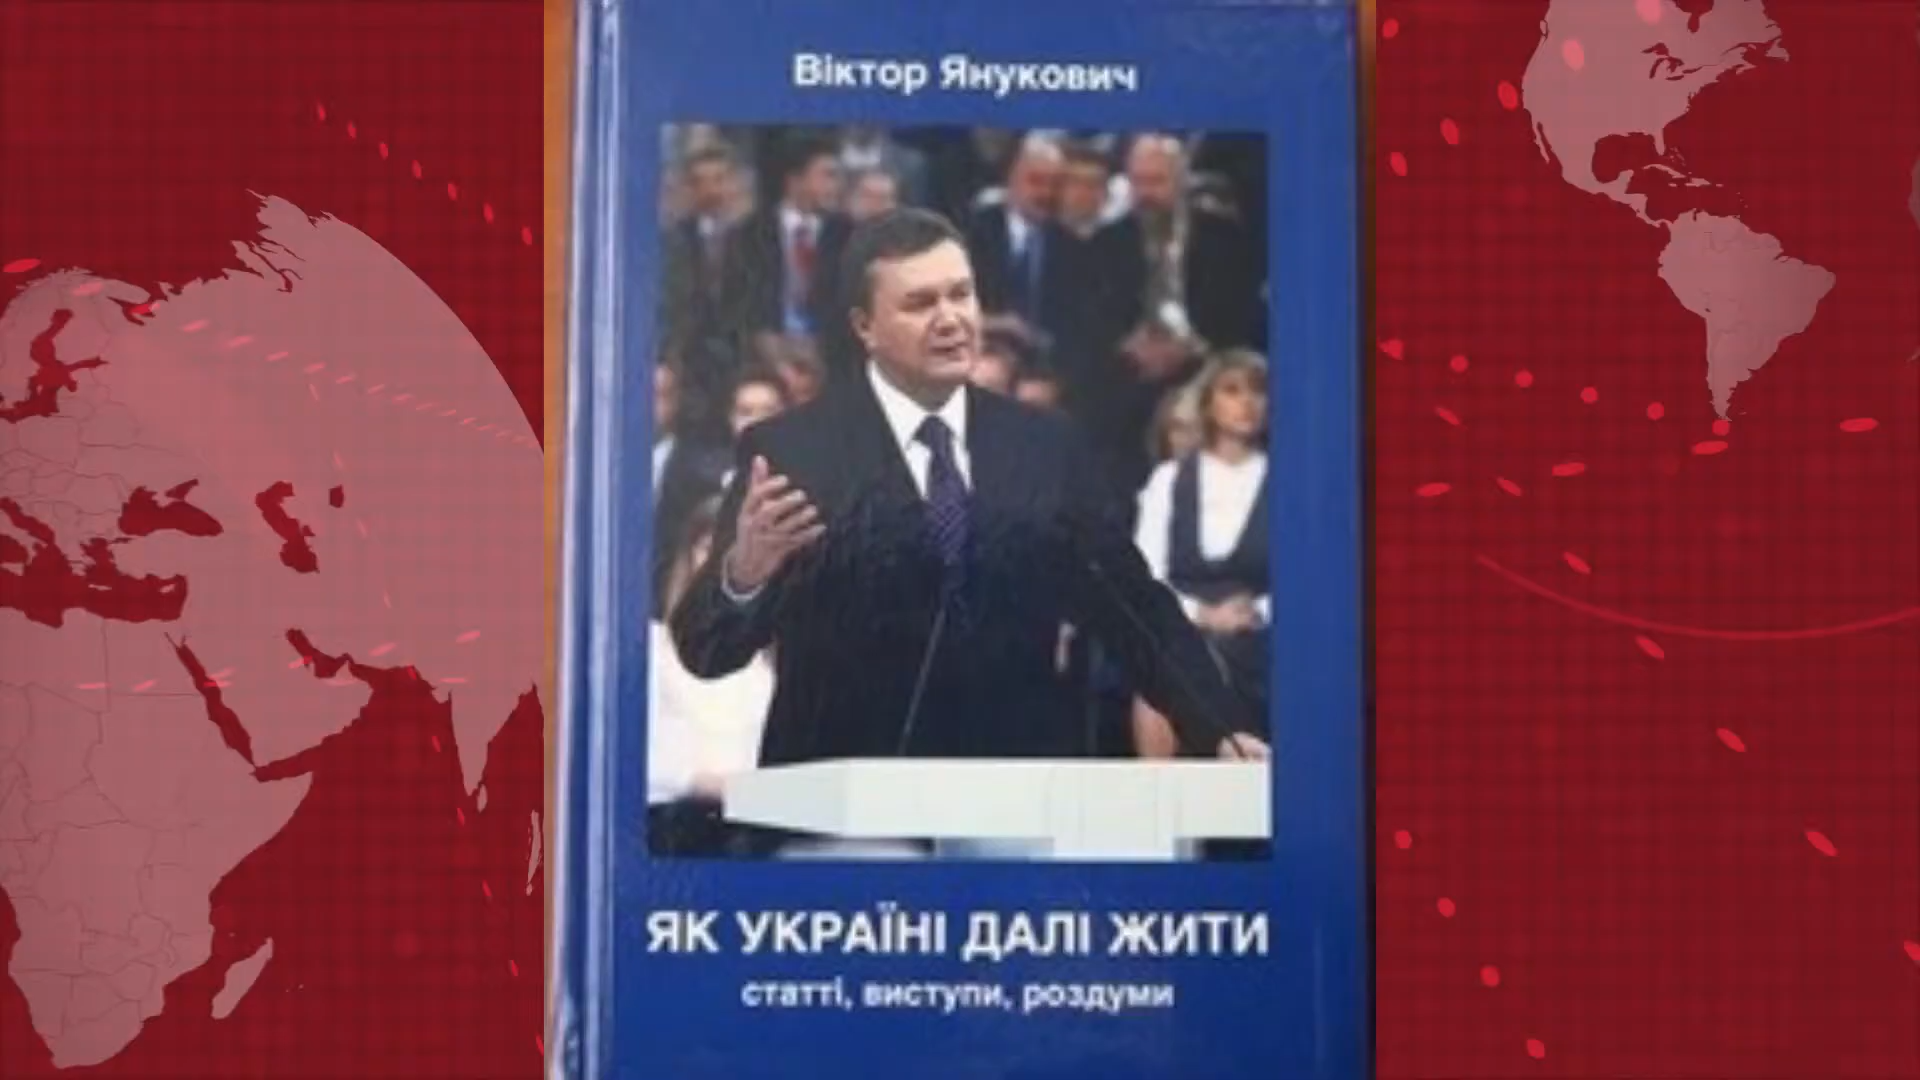 Віктор Янукович
ЯК УКРАЇНІ ДАЛІ ЖИТИ
статті, виступи, роздуми